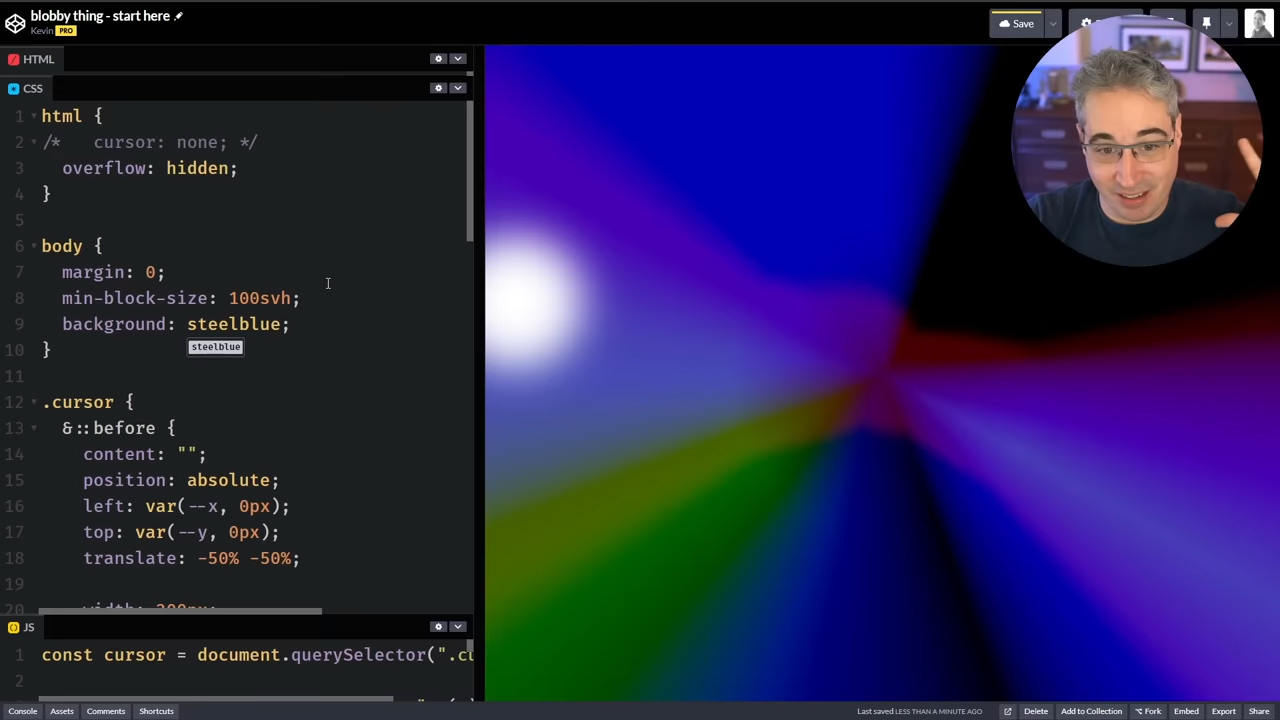 blobby thing - start here
Kevin PRO
Save
HTML
CSS
1 html {
2 /*   cursor: none; */
3 overflow: hidden;
4 }
5
6 body {
7 margin: 0;
8 min-block-size: 100svh;
9 background: steelblue;
steelblue
10 }
11
12 .cursor {
13 &::before {
14 content: "";
15 position: absolute;
16 left: var(--x, 0px);
17 top: var(--y, 0px);
18 translate: -50% -50%;
19
20 width: 200px;
JS
1 const cursor = document.querySelector(".cu
2
Console Assets Comments Shortcuts Last saved LESS THAN A MINUTE AGO Delete Add to Collection Fork Embed Export Share